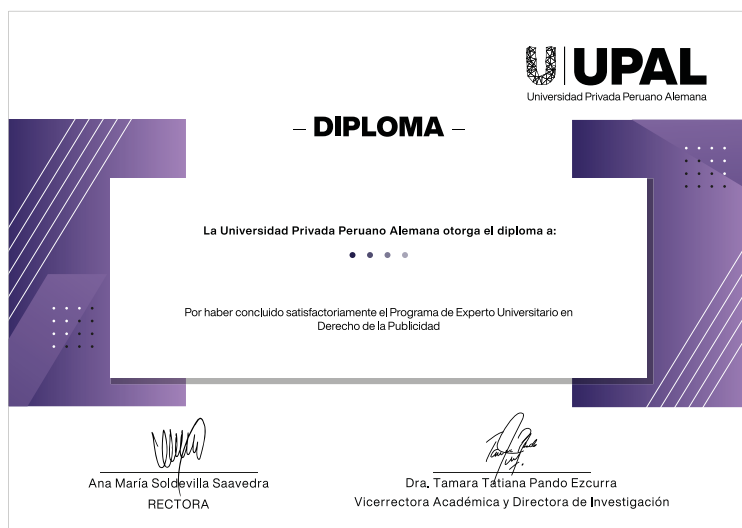 UPAL
Universidad Privada Peruano Alemana
– DIPLOMA –
La Universidad Privada Peruano Alemana otorga el diploma a:
Por haber concluido satisfactoriamente el Programa de Experto Universitario en
Derecho de la Publicidad
Ana María Soldevilla Saavedra
RECTORA
Dra. Tamara Tatiana Pando Ezcurra
Vicerrectora Académica y Directora de Investigación